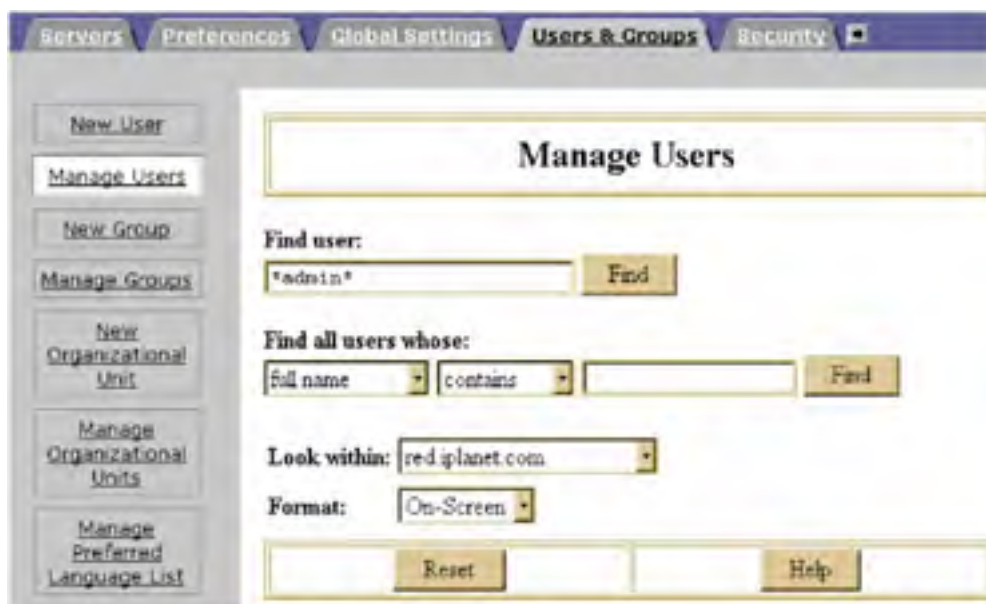 Servers Preferences Global Settings Users & Groups Security
New User
Manage Users
New Group
Manage Groups
New
Organizational
Unit
Manage
Organizational
Units
Manage
Preferred
Language List
Manage Users
Find user:
*admin* Find
Find all users whose:
full name contains Find
Look within: red.iplanet.com
Format: On-Screen
Reset Help